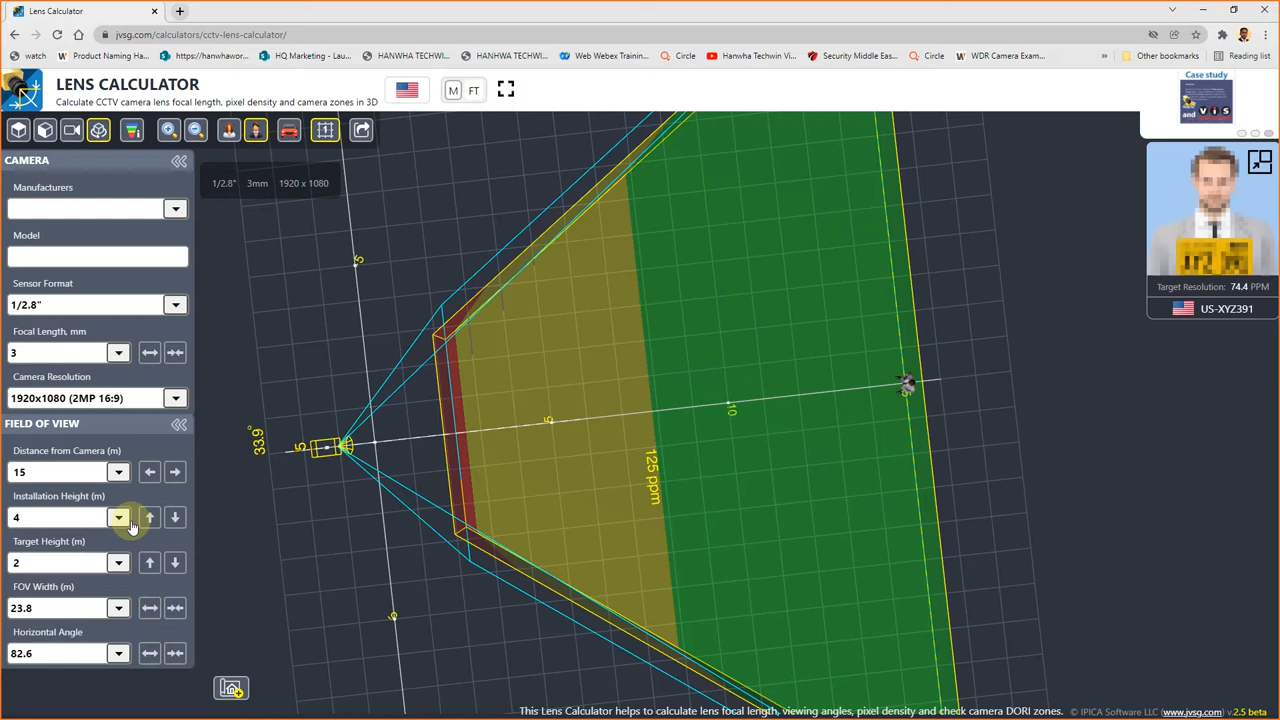 Lens Calculator
jvsg.com/calculators/cctv-lens-calculator/
watch
Product Naming Ha...
https://hanwhawor...
HQ Marketing - Lou...
HANWHA TECHWI...
HANWHA TECWIN...
Web Webex Trainin...
Circle
Hanwha Techwin Vi...
Security Middle Eas...
Circle
WDR Camera Exam...
»
Other bookmarks
Reading list
LENS CALCULATOR
Calculate CCTV camera lens focal length, pixel density and camera zones in 3D
M FT
Case study
and VIS
CAMERA
1/2.8" 3mm 1920 x 1080
Manufacturers
Model
Sensor Format
1/2.8"
Focal Length, mm
3
Camera Resolution
1920x1080 (2MP 16:9)
FIELD OF VIEW
Distance from Camera (m)
15
Installation Height (m)
4
Target Height (m)
2
FOV Width (m)
23.8
Horizontal Angle
82.6
5
33.9°
5
5
10
125 ppm
5
Target Resolution: 74.4 PPM
US-XYZ391
This Lens Calculator helps to calculate lens focal length, viewing angles, pixel density and check camera DORI zones.
© IPICA Software LLC (www.jvsg.com) v.2.5 beta